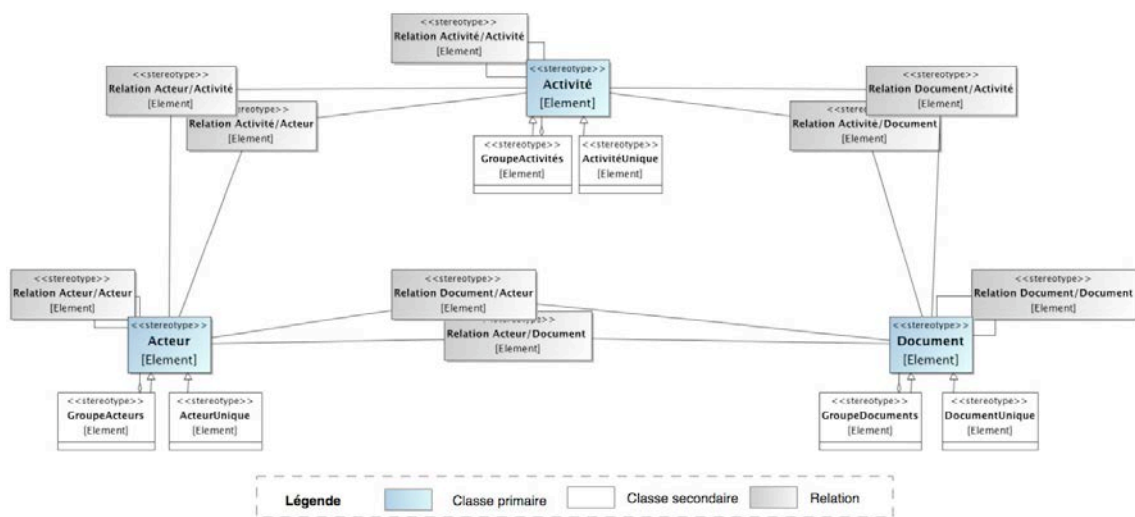 <<stereotype>>
Relation Activité/Activité
[Element]
<<stereotype>>
Activité
[Element]
<<stereotype>>
Relation Acteur/Activité
[Element]
<<stereotype>>
Relation Activité/Acteur
[Element]
<<stereotype>>
Relation Document/Activité
[Element]
<<stereotype>>
Relation Activité/Document
[Element]
<<stereotype>>
GroupeActivités
[Element]
<<stereotype>>
ActivitéUnique
[Element]
<<stereotype>>
Relation Acteur/Acteur
[Element]
<<stereotype>>
Acteur
[Element]
<<stereotype>>
Relation Document/Acteur
[Element]
<<stereotype>>
Relation Acteur/Document
[Element]
<<stereotype>>
Relation Document/Document
[Element]
<<stereotype>>
Document
[Element]
<<stereotype>>
GroupeActeurs
[Element]
<<stereotype>>
ActeurUnique
[Element]
<<stereotype>>
GroupeDocuments
[Element]
<<stereotype>>
DocumentUnique
[Element]
Légende Classe primaire Classe secondaire Relation